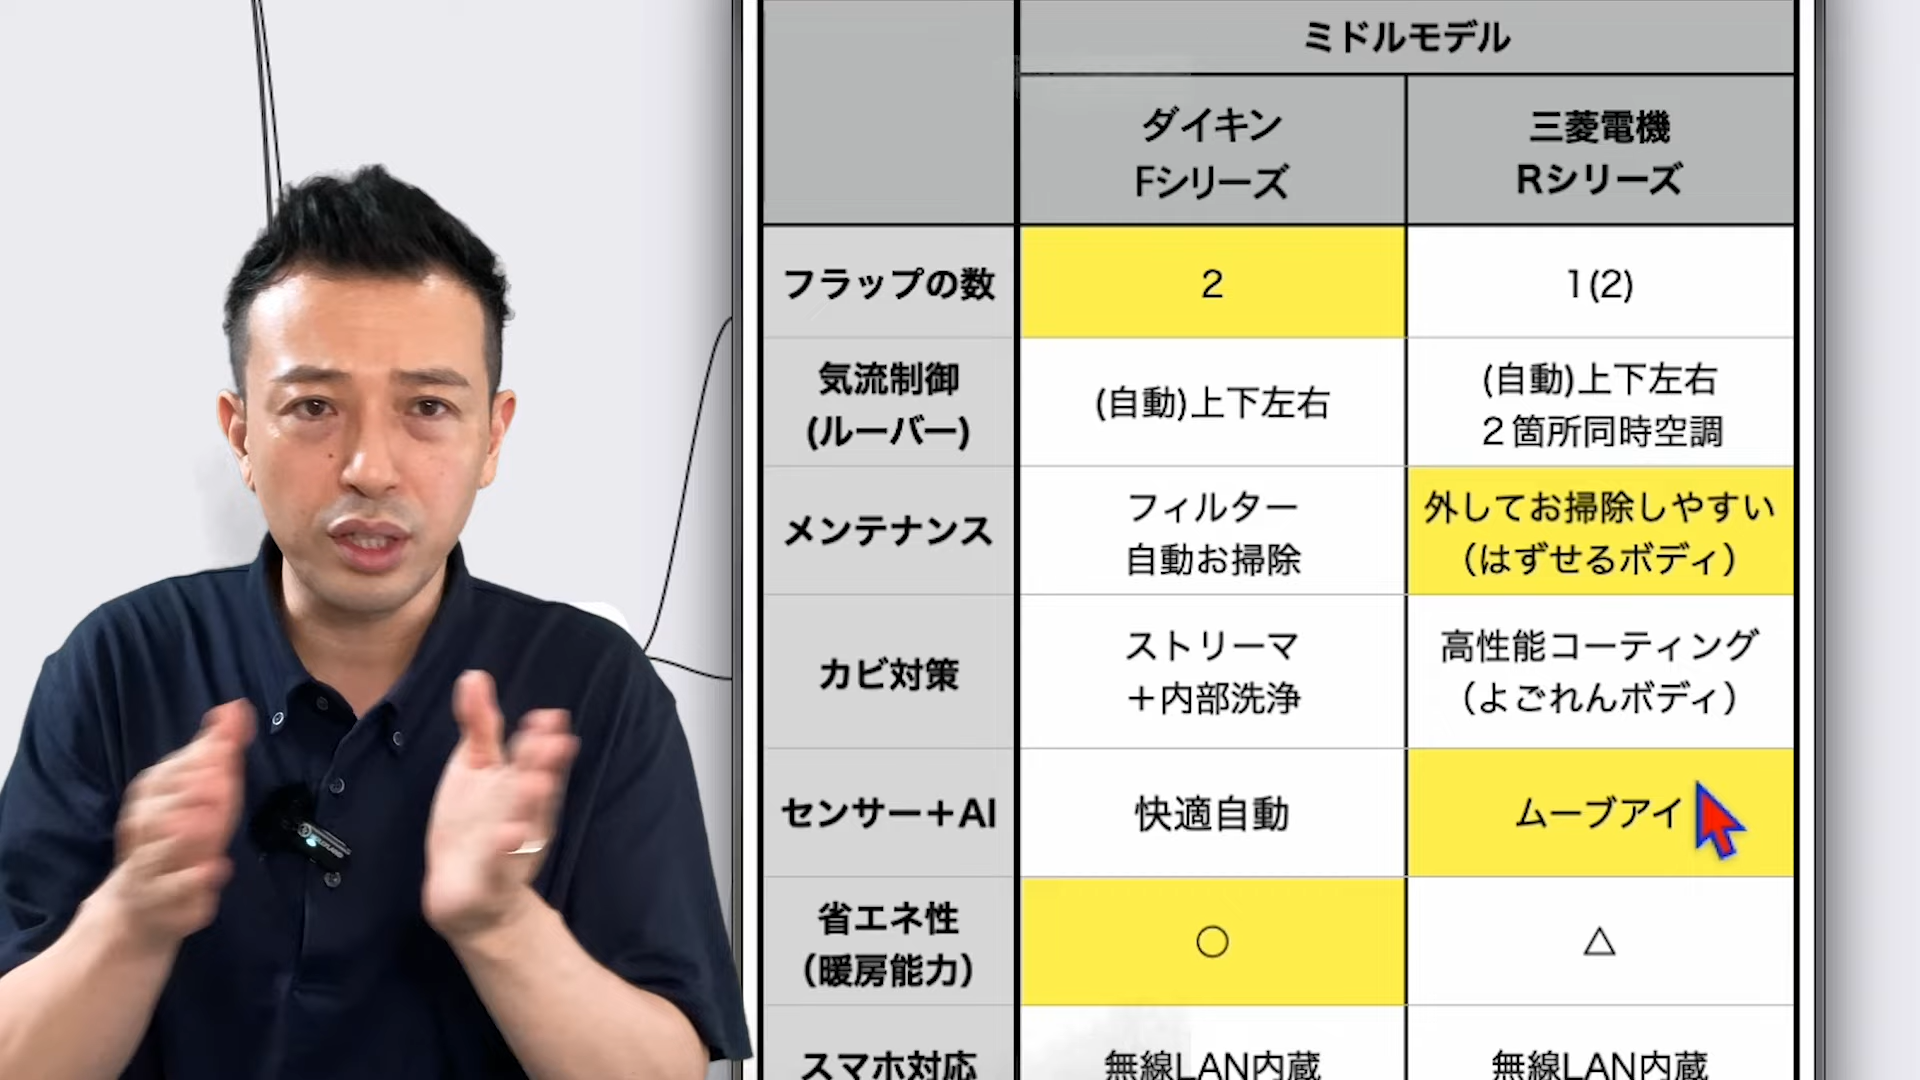 ミドルモデル
ダイキン
Fシリーズ
三菱電機
Rシリーズ
フラップの数
2
1(2)
気流制御
(ルーバー)
(自動)上下左右
(自動)上下左右
2箇所同時空調
メンテナンス
フィルター
自動お掃除
外してお掃除しやすい
(はずせるボディ)
カビ対策
ストリーマ
+内部洗浄
高性能コーティング
(よごれんボディ)
センサー+AI
快適自動
ムーブアイ
省エネ性
(暖房能力)
○
△
スマホ対応
無線LAN内蔵
無線LAN内蔵